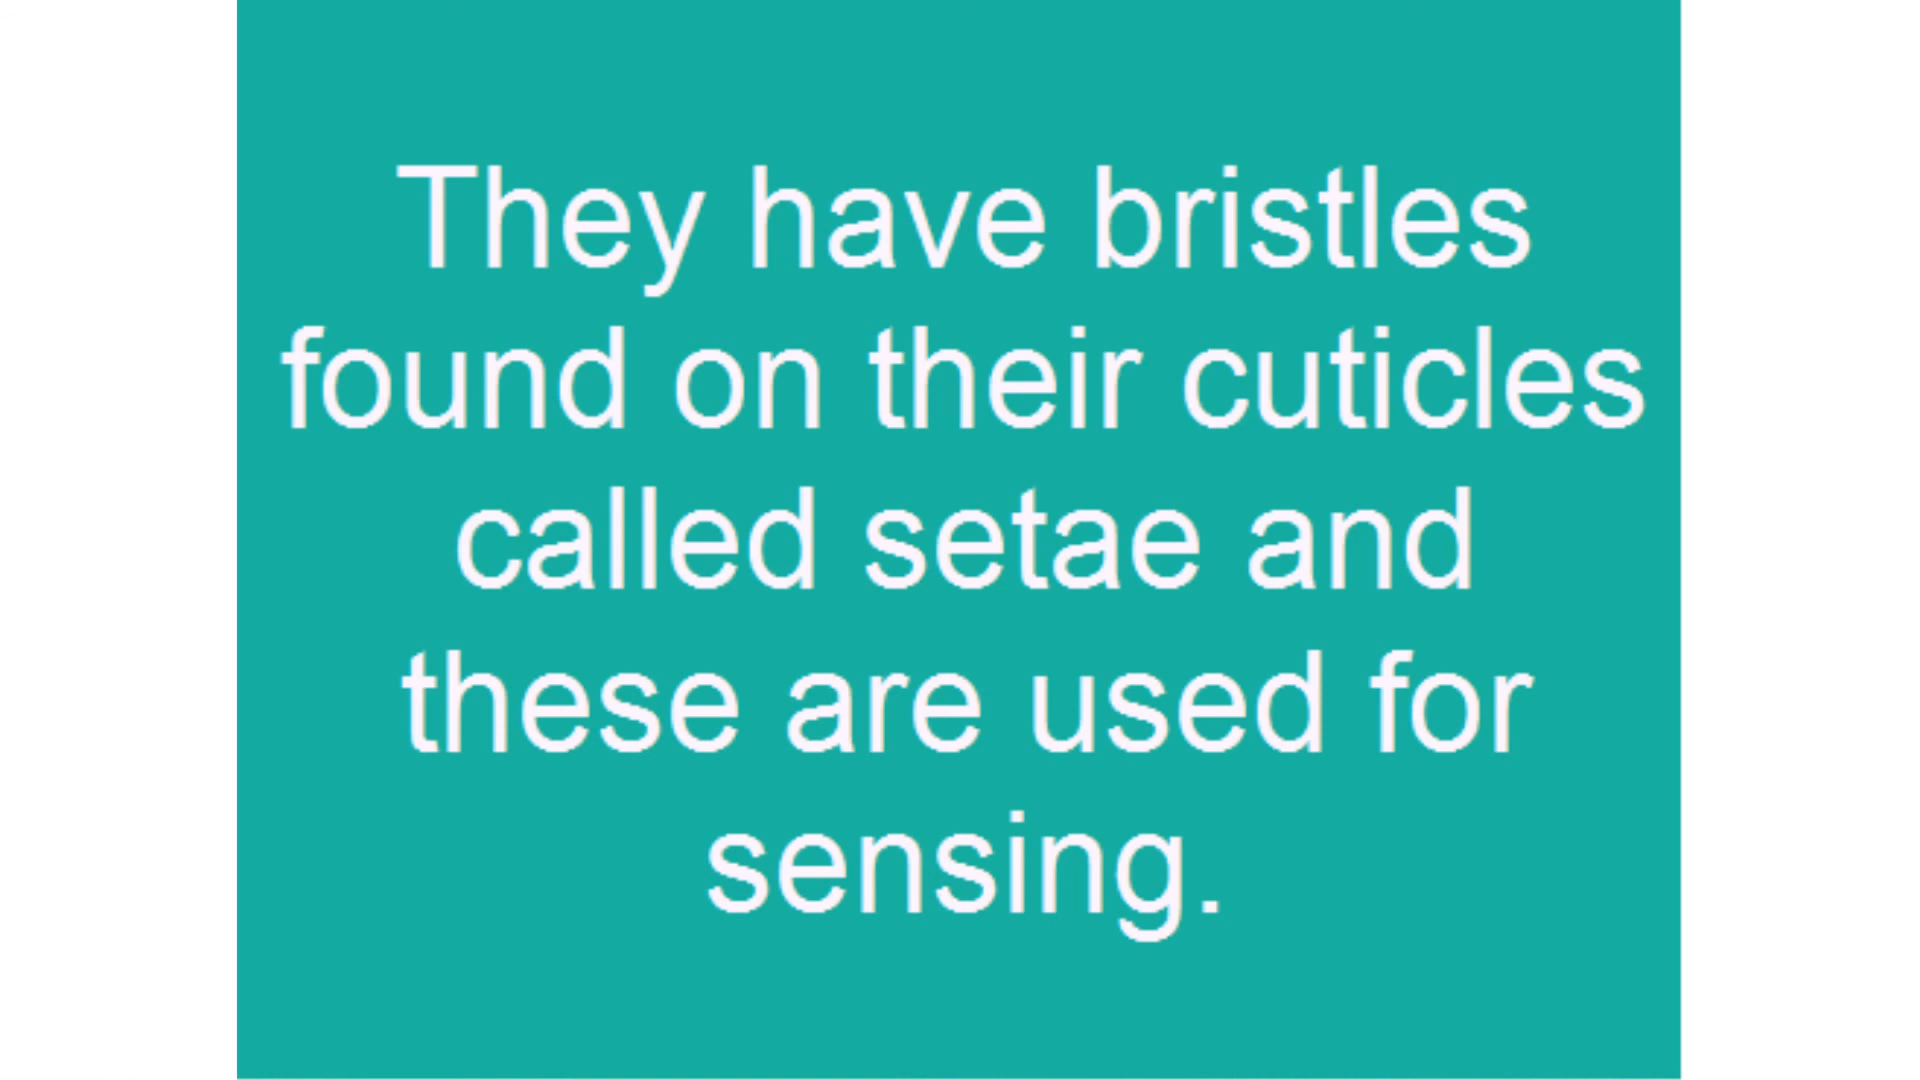 They have bristles
found on their cuticles
called setae and
these are used for
sensing.